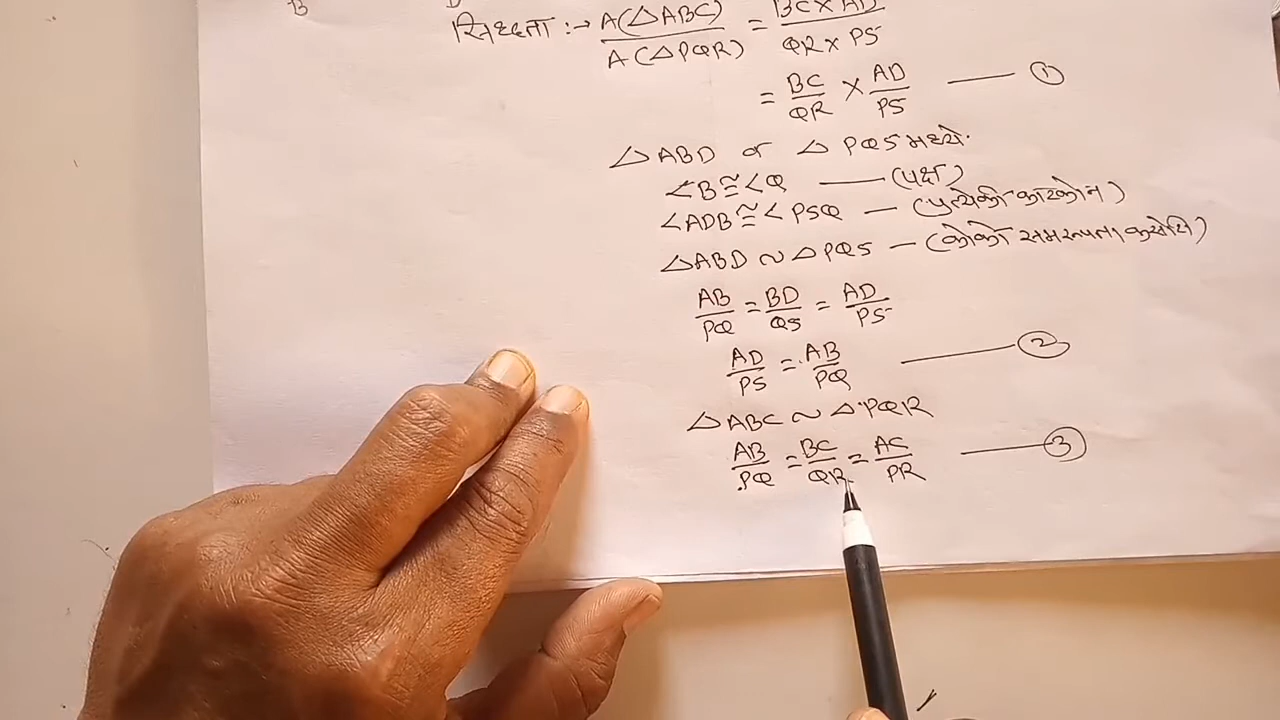 B D
सिध्दता :→ A(△ABC) / A(△PQR) = BC×AD / QR×PS
= BC/QR × AD/PS —— ①
△ABD व △PQS मध्ये.
∠B ≅ ∠Q —— (पक्ष)
∠ADB ≅ ∠PSQ — (प्रत्येकी काटकोन)
△ABD ~ △PQS — (कोको समरूपता कसोटी)
AB/PQ = BD/QS = AD/PS
AD/PS = AB/PQ —— ②
△ABC ~ △PQR
AB/PQ = BC/QR = AC/PR —— ③